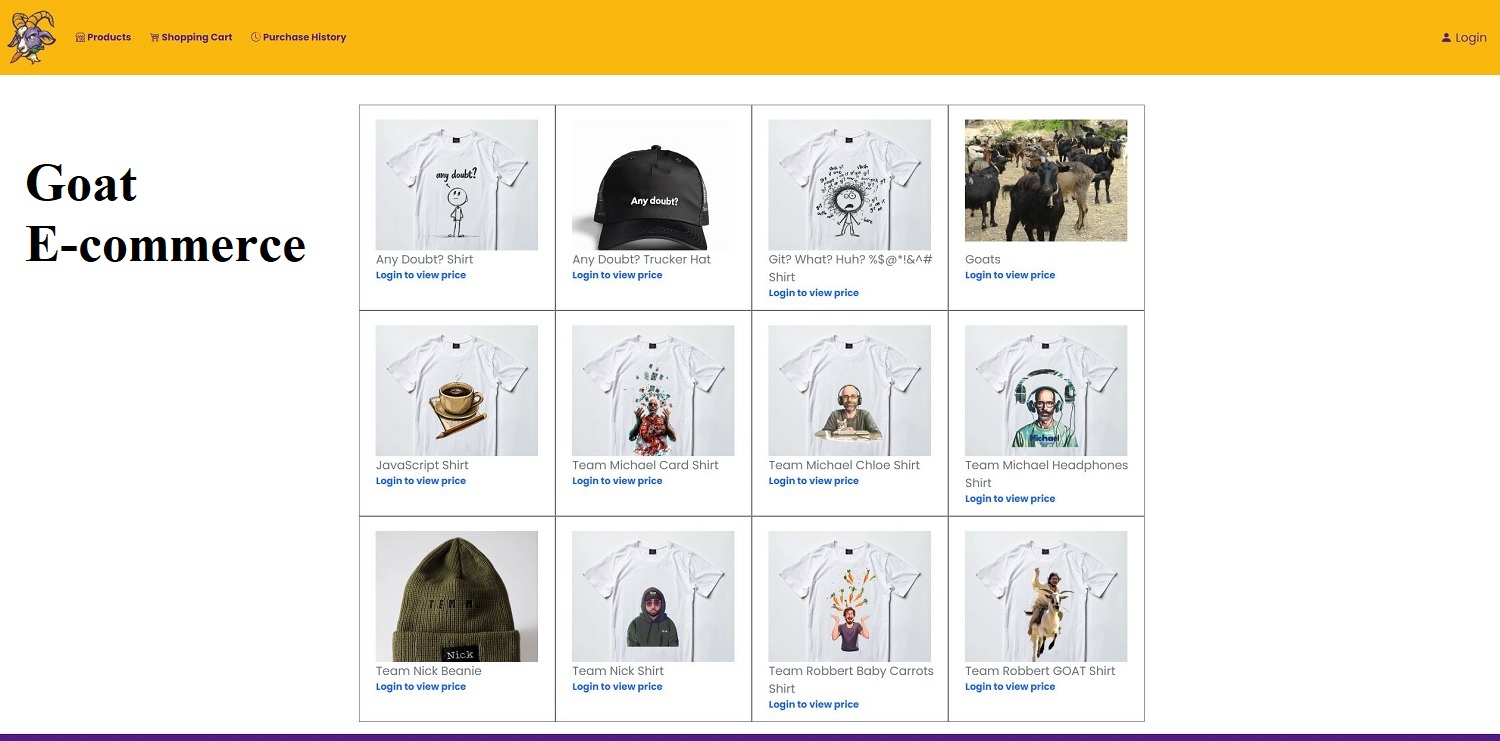 Products
Shopping Cart
Purchase History
Login
Goat
E-commerce
any doubt?
Any Doubt? Shirt
Login to view price
Any doubt?
Any Doubt? Trucker Hat
Login to view price
Git? What? Huh? %$@*!&^#
Shirt
Login to view price
Goats
Login to view price
JavaScript Shirt
Login to view price
Team Michael Card Shirt
Login to view price
Team Michael Chloe Shirt
Login to view price
Michael
Team Michael Headphones
Shirt
Login to view price
Nick
Team Nick Beanie
Login to view price
Team Nick Shirt
Login to view price
Team Robbert Baby Carrots
Shirt
Login to view price
Team Robbert GOAT Shirt
Login to view price